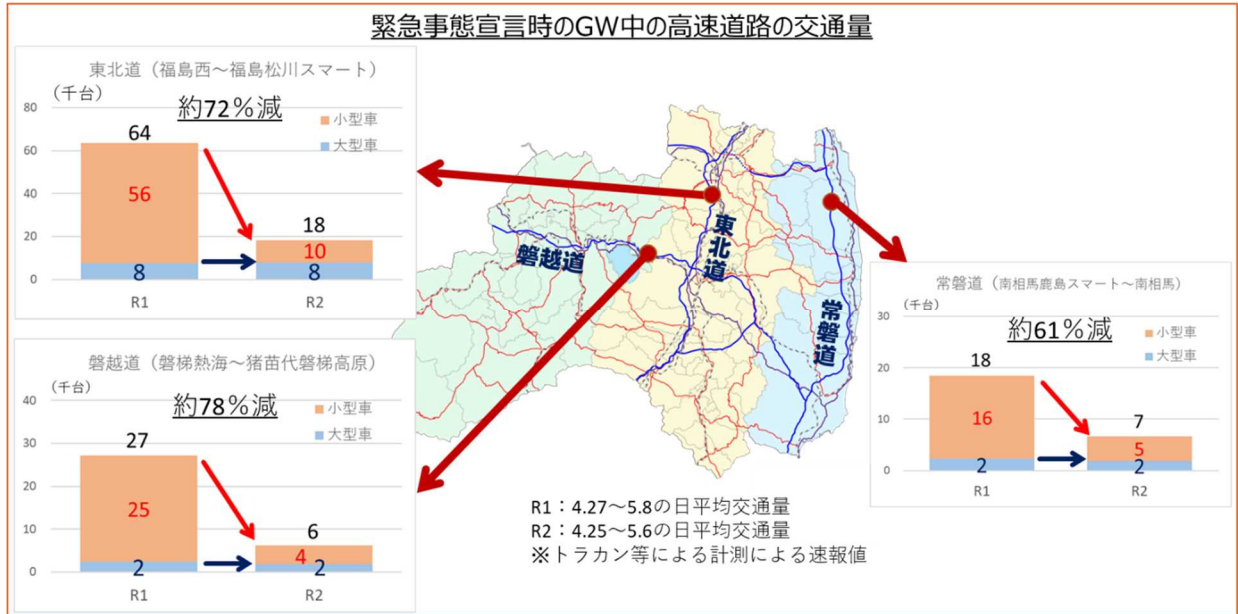 緊急事態宣言時のGW中の高速道路の交通量
東北道（福島西～福島松川スマート）
（千台）
約72％減
小型車
大型車
80
60
40
20
0
64
56
8
18
10
8
R1
R2
磐越道（磐梯熱海～猪苗代磐梯高原）
（千台）
約78％減
小型車
大型車
40
30
20
10
0
27
25
2
6
4
2
R1
R2
磐越道
東北道
常磐道
常磐道（南相馬鹿島スマート～南相馬）
（千台）
約61％減
小型車
大型車
30
20
10
0
18
16
2
7
5
2
R1
R2
R1：4.27～5.8の日平均交通量
R2：4.25～5.6の日平均交通量
※トラカン等による計測による速報値